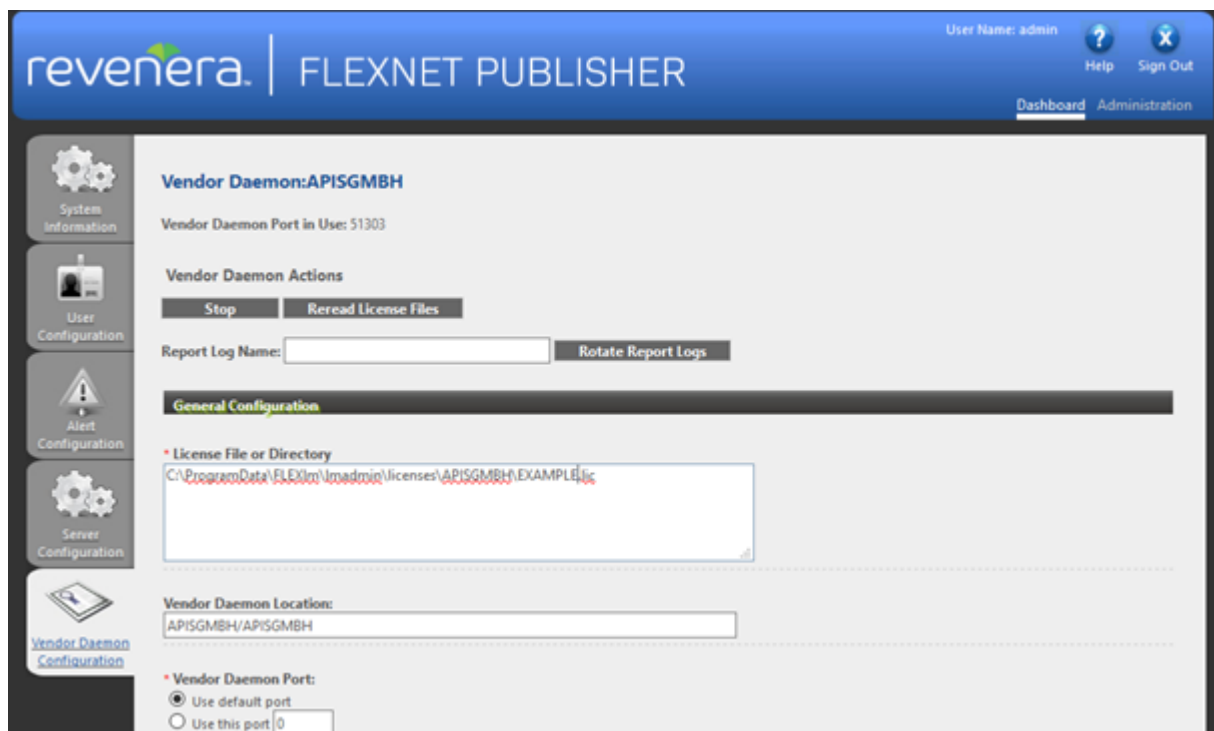 User Name: admin
?
X
Help
Sign Out
revenera. FLEXNET PUBLISHER
Dashboard Administration
System
Information
User
Configuration
Alert
Configuration
Server
Configuration
Vendor Daemon
Configuration
Vendor Daemon:APISGMBH
Vendor Daemon Port in Use: 51303
Vendor Daemon Actions
Stop Reread License Files
Report Log Name: Rotate Report Logs
General Configuration
* License File or Directory
C:\ProgramData\FLEXlm\lmadmin\licenses\APISGMBH\EXAMPLE.lic
Vendor Daemon Location:
APISGMBH/APISGMBH
* Vendor Daemon Port:
Use default port
Use this port 0